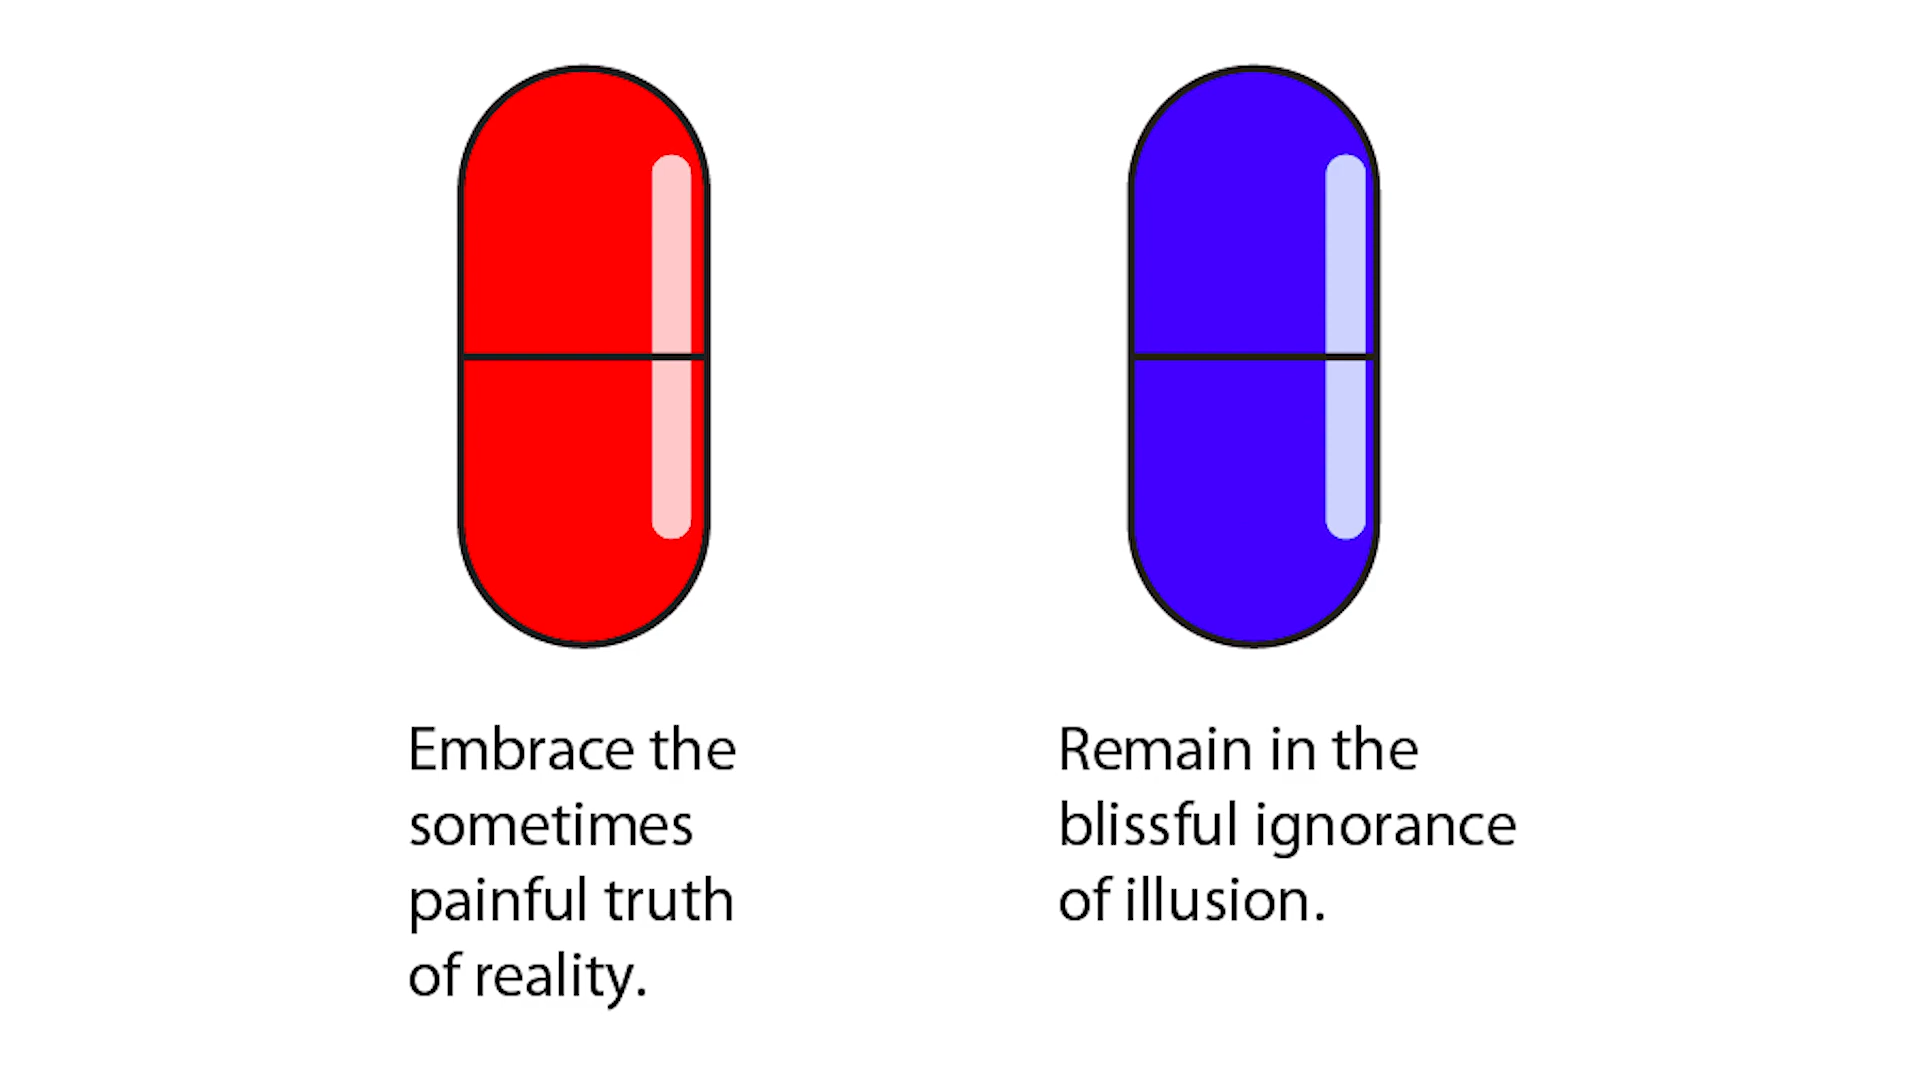 Embrace the
sometimes
painful truth
of reality.
Remain in the
blissful ignorance
of illusion.